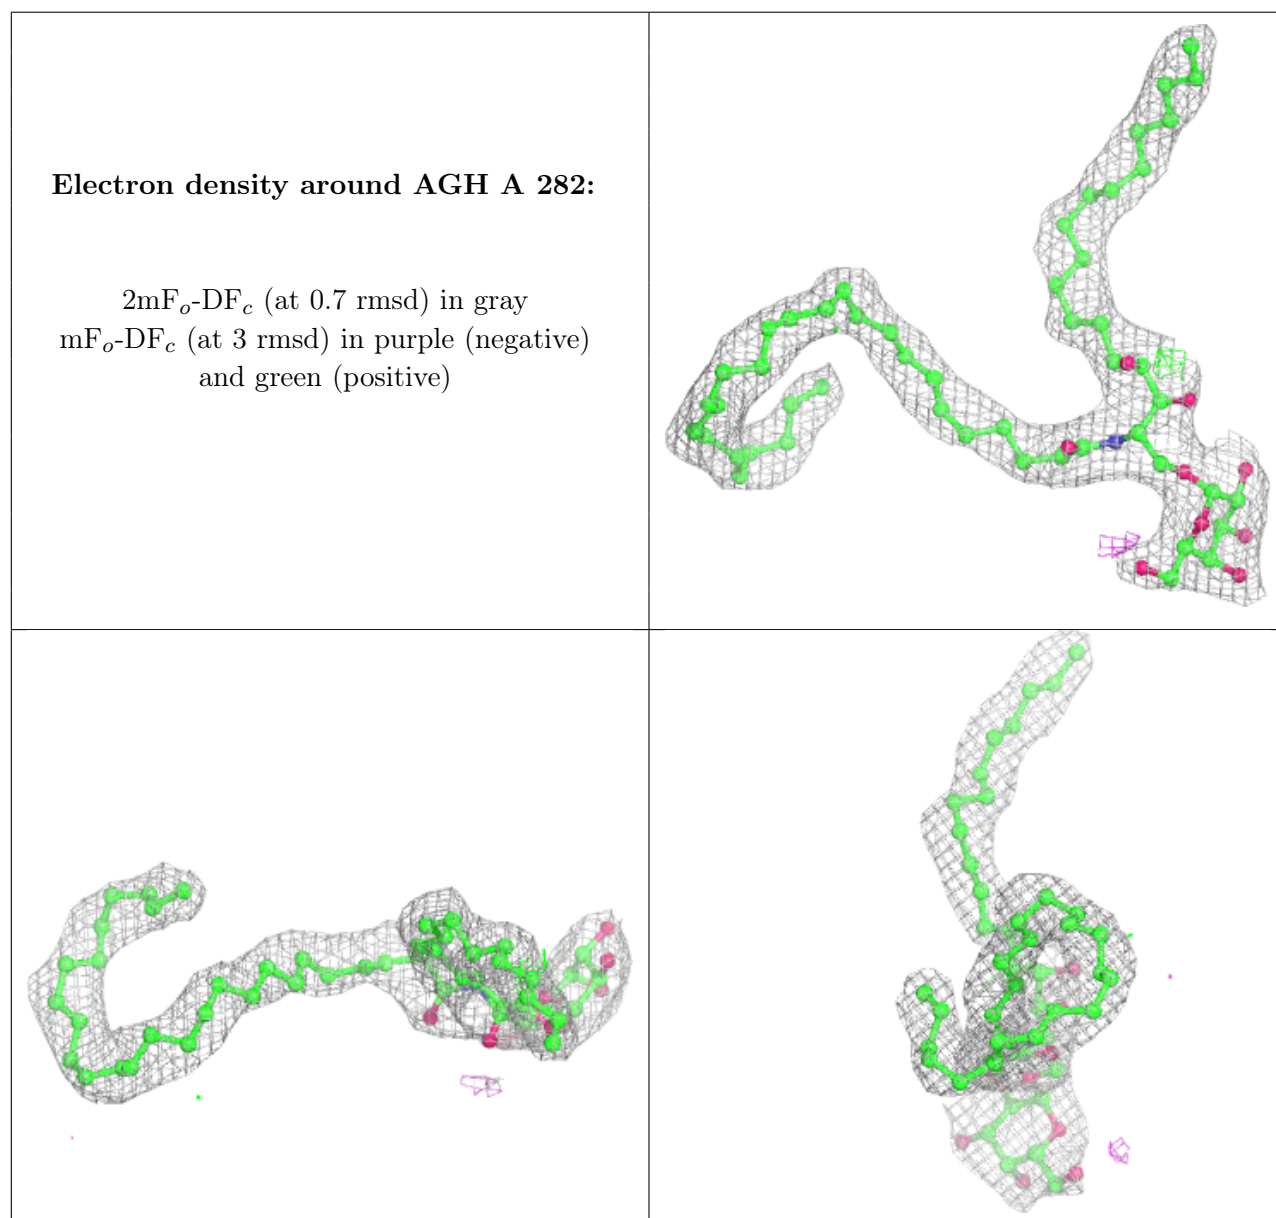 Electron density around AGH A 282:
2mFo-DFc (at 0.7 rmsd) in gray
mFo-DFc (at 3 rmsd) in purple (negative)
and green (positive)